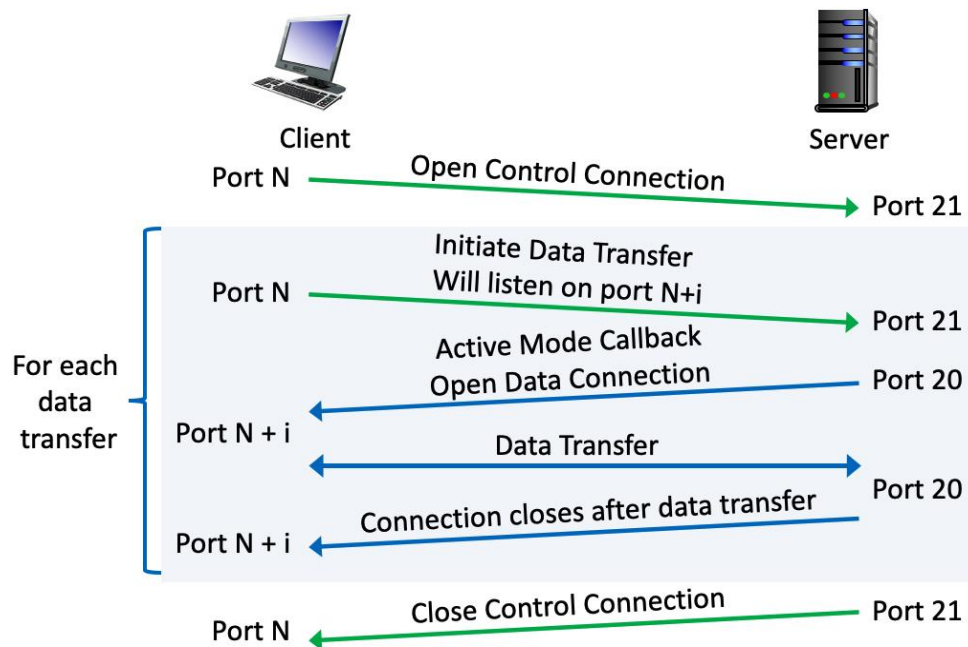 Client
Server
Port N
Open Control Connection
Port 21
Initiate Data Transfer
Will listen on port N+i
Port N
Port 21
Active Mode Callback
Open Data Connection
Port 20
For each
data
transfer
Port N + i
Data Transfer
Port 20
Connection closes after data transfer
Port N + i
Close Control Connection
Port 21
Port N